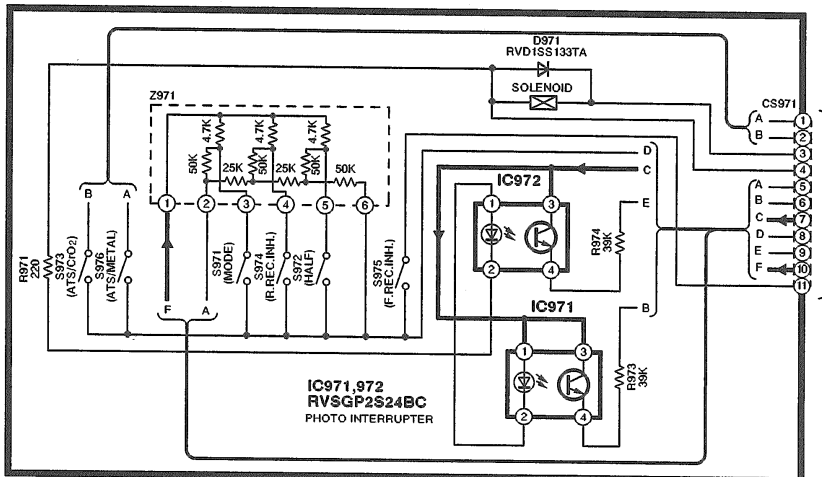 D971
RVD1SS133TA
SOLENOID
CS971
Z971
4.7K
4.7K
4.7K
50K
50K
50K
25K
25K
50K
1
2
3
4
5
6
B
A
F
A
R971
220
S973
(ATS/CrO2)
S976
(ATS/METAL)
S971
(MODE)
S974
(R.REC.INH.)
S972
(HALF)
S975
(F.REC.INH.)
D
C
E
B
IC972
1
3
2
4
R974
39K
IC971
1
3
2
4
R973
39K
A
B
A
B
C
D
E
F
1
2
3
4
5
6
7
8
9
10
11
IC971,972
RVSGP2S24BC
PHOTO INTERRUPTER